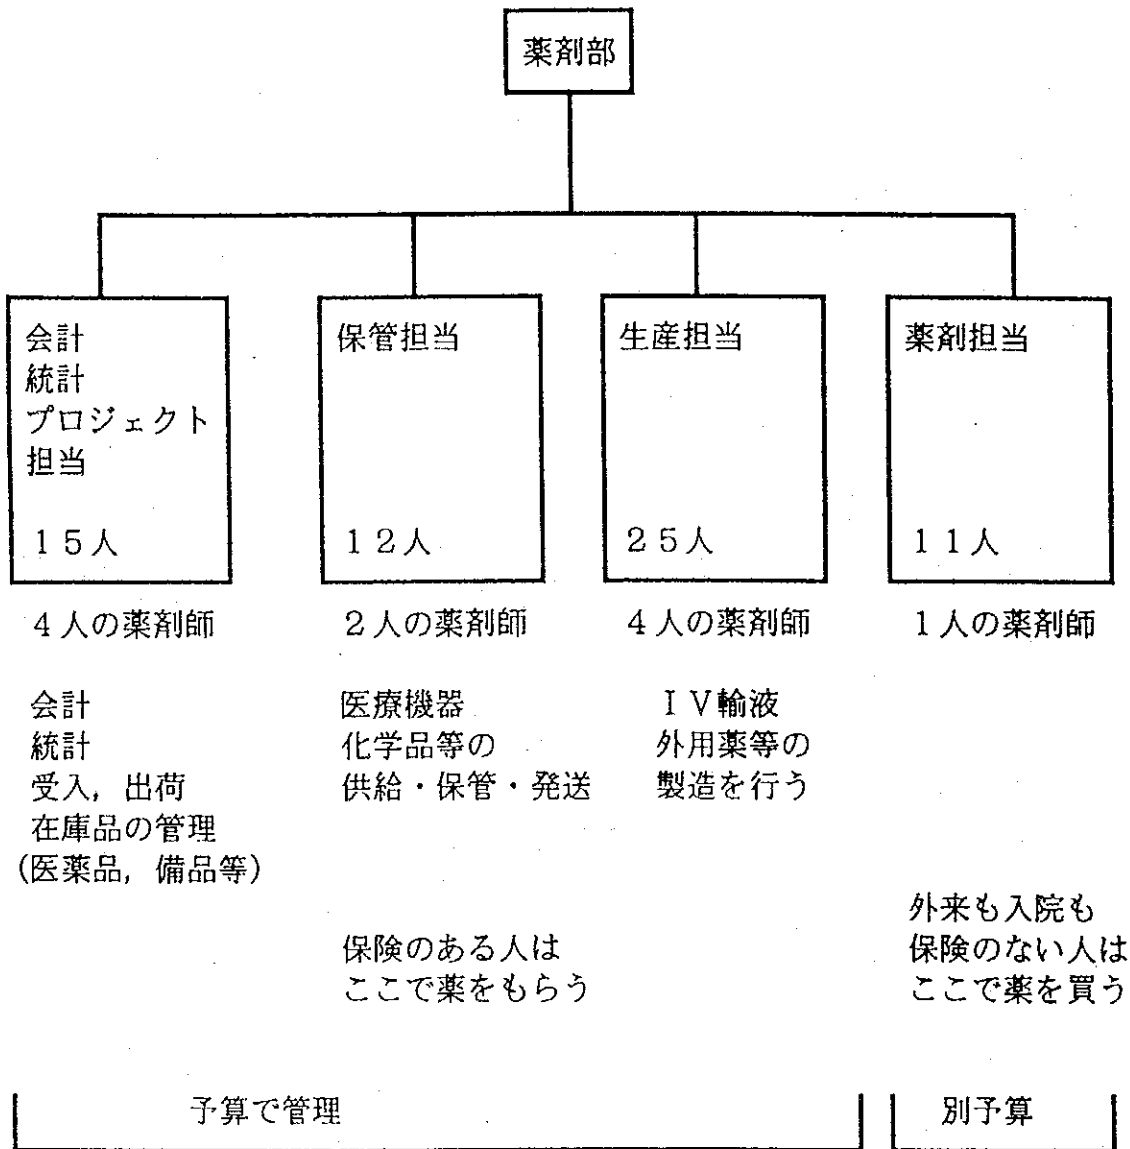 薬剤部
会計
統計
プロジェクト
担当
１５人
保管担当
１２人
生産担当
２５人
薬剤担当
１１人
４人の薬剤師
２人の薬剤師
４人の薬剤師
１人の薬剤師
会計
統計
受入，出荷
在庫品の管理
(医薬品，備品等)
医療機器
化学品等の
供給・保管・発送
ＩＶ輸液
外用薬等の
製造を行う
保険のある人は
ここで薬をもらう
外来も入院も
保険のない人は
ここで薬を買う
予算で管理
別予算